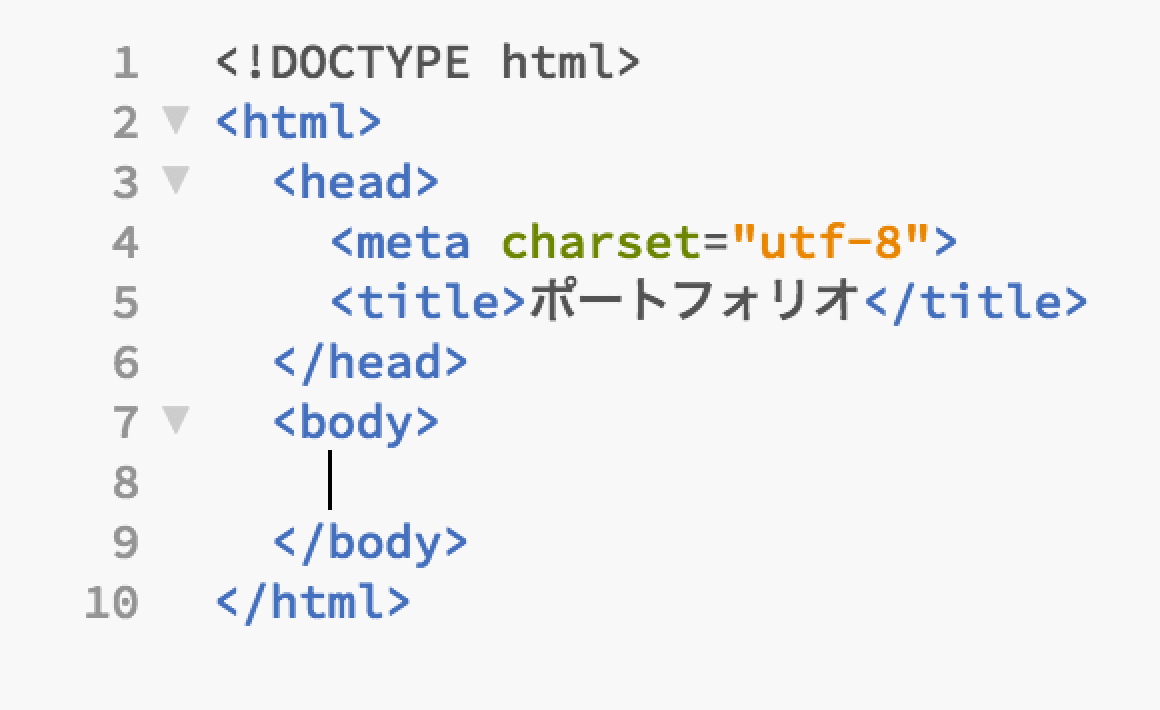 1 <!DOCTYPE html>
2 ▼ <html>
3 ▼   <head>
4     <meta charset="utf-8">
5     <title>ポートフォリオ</title>
6   </head>
7 ▼   <body>
8
9   </body>
10 </html>